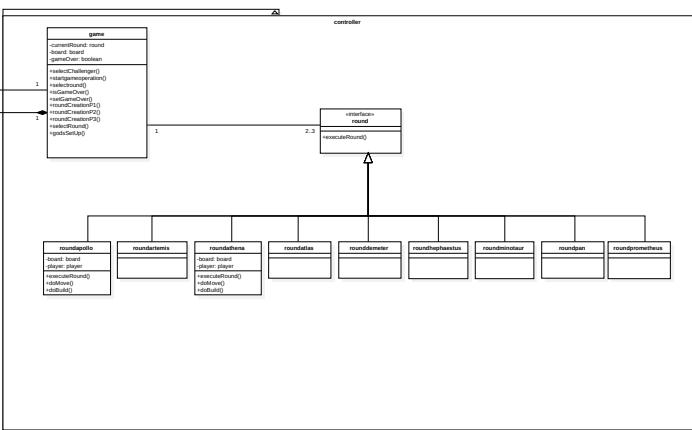 controller
game
-currentRound: round
-board: board
-gameOver: boolean
+selectChallenger()
+startgameoperation()
+selectround()
+isGameOver()
+setGameOver()
+roundCreationP1()
+roundCreationP2()
+roundCreationP3()
+selectRound()
+godsSetUp()
1
1
1
2..3
«interface»
round
+executeRound()
roundapollo
-board: board
-player: player
+executeRound()
+doMove()
+doBuild()
roundartemis
roundathena
-board: board
-player: player
+executeRound()
+doMove()
+doBuild()
roundatlas
rounddemeter
roundhephaestus
roundminotaur
roundpan
roundprometheus